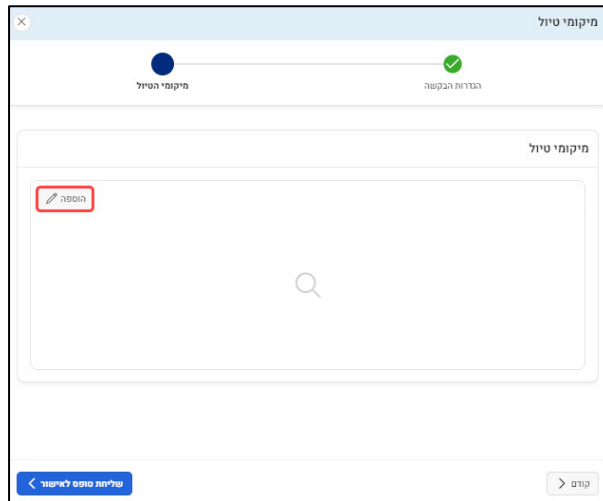 מיקומי טיול
הגדרות הבקשה
מיקומי הטיול
מיקומי טיול
הוספה
קודם
שליחת טופס לאישור